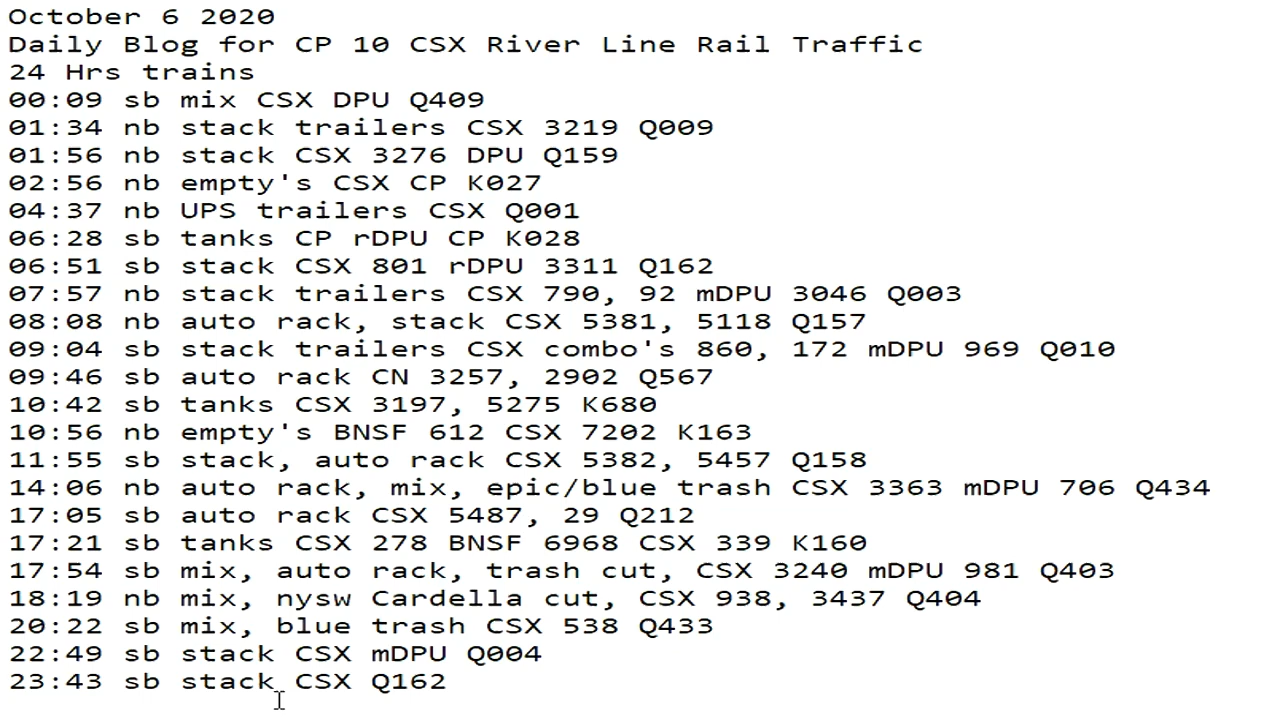 October 6 2020
Daily Blog for CP 10 CSX River Line Rail Traffic
24 Hrs trains
00:09 sb mix CSX DPU Q409
01:34 nb stack trailers CSX 3219 Q009
01:56 nb stack CSX 3276 DPU Q159
02:56 nb empty's CSX CP K027
04:37 nb UPS trailers CSX Q001
06:28 sb tanks CP rDPU CP K028
06:51 sb stack CSX 801 rDPU 3311 Q162
07:57 nb stack trailers CSX 790, 92 mDPU 3046 Q003
08:08 nb auto rack, stack CSX 5381, 5118 Q157
09:04 sb stack trailers CSX combo's 860, 172 mDPU 969 Q010
09:46 sb auto rack CN 3257, 2902 Q567
10:42 sb tanks CSX 3197, 5275 K680
10:56 nb empty's BNSF 612 CSX 7202 K163
11:55 sb stack, auto rack CSX 5382, 5457 Q158
14:06 nb auto rack, mix, epic/blue trash CSX 3363 mDPU 706 Q434
17:05 sb auto rack CSX 5487, 29 Q212
17:21 sb tanks CSX 278 BNSF 6968 CSX 339 K160
17:54 sb mix, auto rack, trash cut, CSX 3240 mDPU 981 Q403
18:19 nb mix, nysw Cardella cut, CSX 938, 3437 Q404
20:22 sb mix, blue trash CSX 538 Q433
22:49 sb stack CSX mDPU Q004
23:43 sb stack CSX Q162